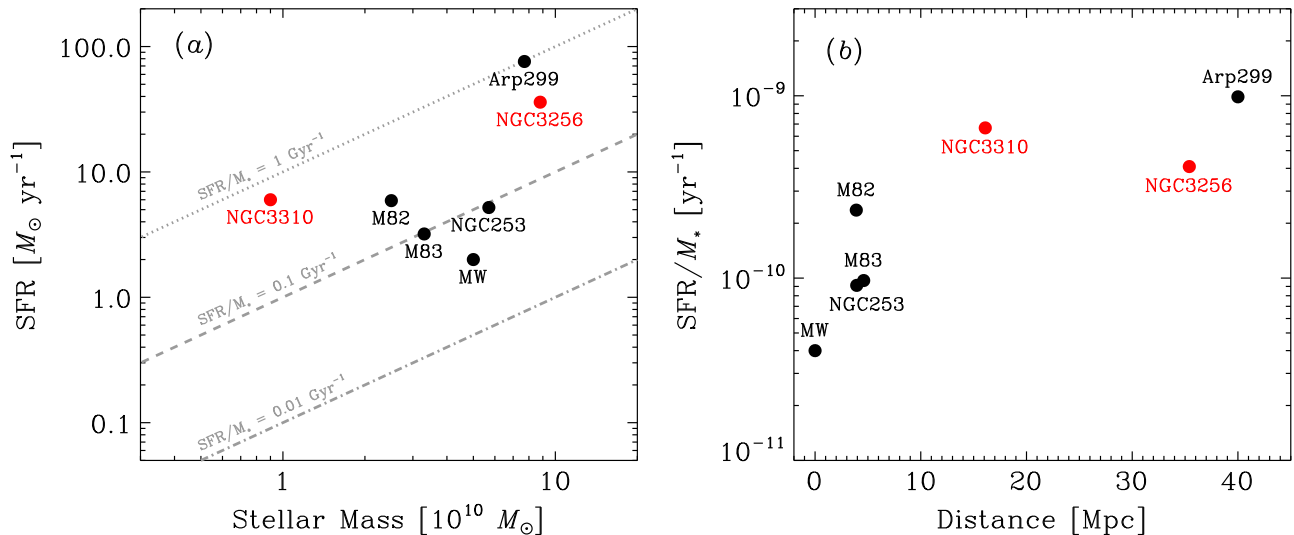 (a)
100.0
10.0
1.0
0.1
SFR [M⊙ yr⁻¹]
Arp299
NGC3256
SFR/M⋆ = 1 Gyr⁻¹
NGC3310
M82
NGC253
M83
MW
SFR/M⋆ = 0.1 Gyr⁻¹
SFR/M⋆ = 0.01 Gyr⁻¹
1
10
Stellar Mass [10¹⁰ M⊙]
(b)
10⁻⁹
10⁻¹⁰
10⁻¹¹
SFR/M⋆ [yr⁻¹]
Arp299
NGC3310
NGC3256
M82
M83
NGC253
MW
0
10
20
30
40
Distance [Mpc]